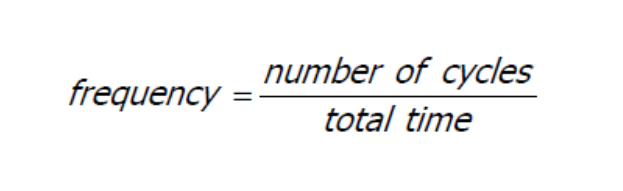 number of cycles
frequency =
total time